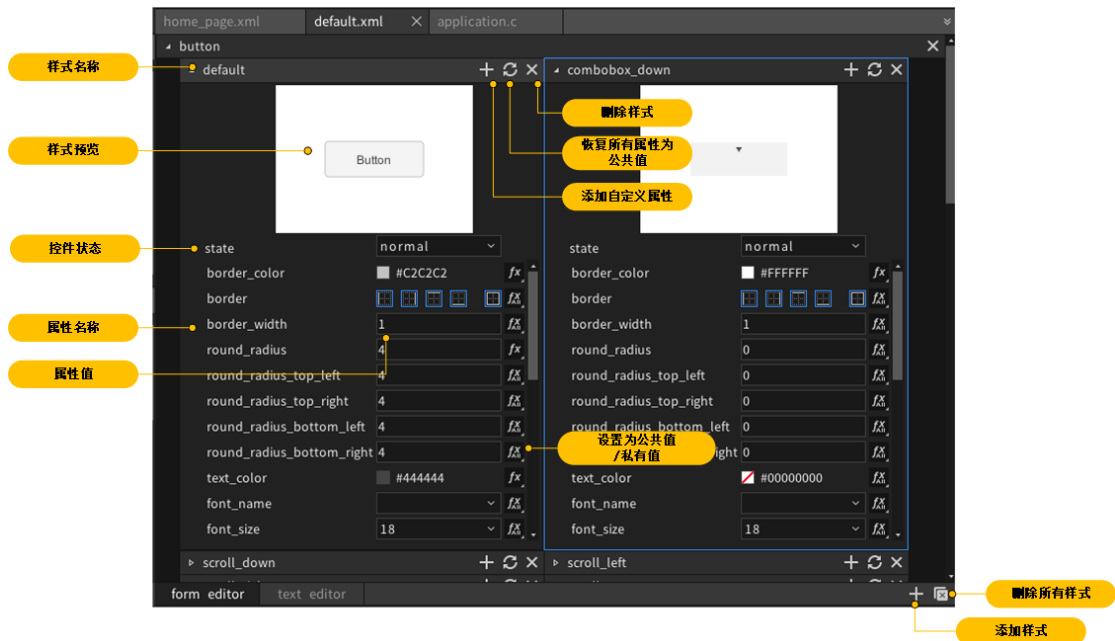 home_page.xml default.xml application.c
button
样式名称
default
combobox_down
删除样式
恢复所有属性为
公共值
样式预览
Button
添加自定义属性
控件状态
state normal
state normal
border_color #C2C2C2
border_color #FFFFFF
border
border
属性名称
border_width 1
border_width 1
round_radius 4
round_radius 0
属性值
round_radius_top_left 4
round_radius_top_left 0
round_radius_top_right 4
round_radius_top_right 0
round_radius_bottom_left 4
round_radius_bottom_left 0
设置为公共值
/私有值
round_radius_bottom_right 4
ight 0
text_color #444444
text_color #00000000
font_name
font_name
font_size 18
font_size 18
scroll_down
scroll_left
form editor text editor
删除所有样式
添加样式